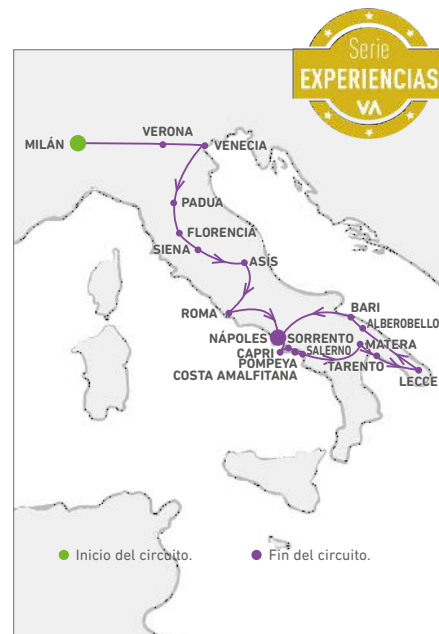 Serie
EXPERIENCIAS
VA
MILÁN
VERONA
VENECIA
PADUA
FLORENCIA
SIENA
ASÍS
ROMA
BARI
ALBEROBELLO
NÁPOLES
SORRENTO
MATERA
CAPRI
SALERNO
POMPEYA
TARENTO
COSTA AMALFITANA
LECCE
Inicio del circuito.
Fin del circuito.